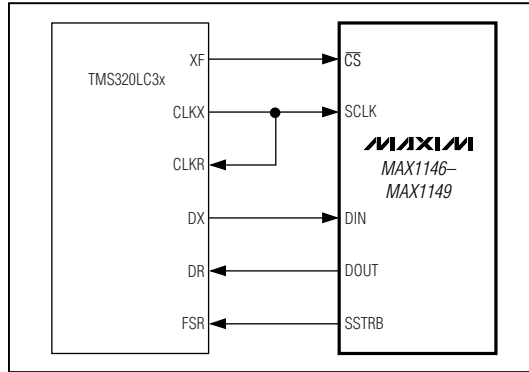 TMS320LC3x
XF
CLKX
CLKR
DX
DR
FSR
CS
SCLK
MAXIM
MAX1146–
MAX1149
DIN
DOUT
SSTRB